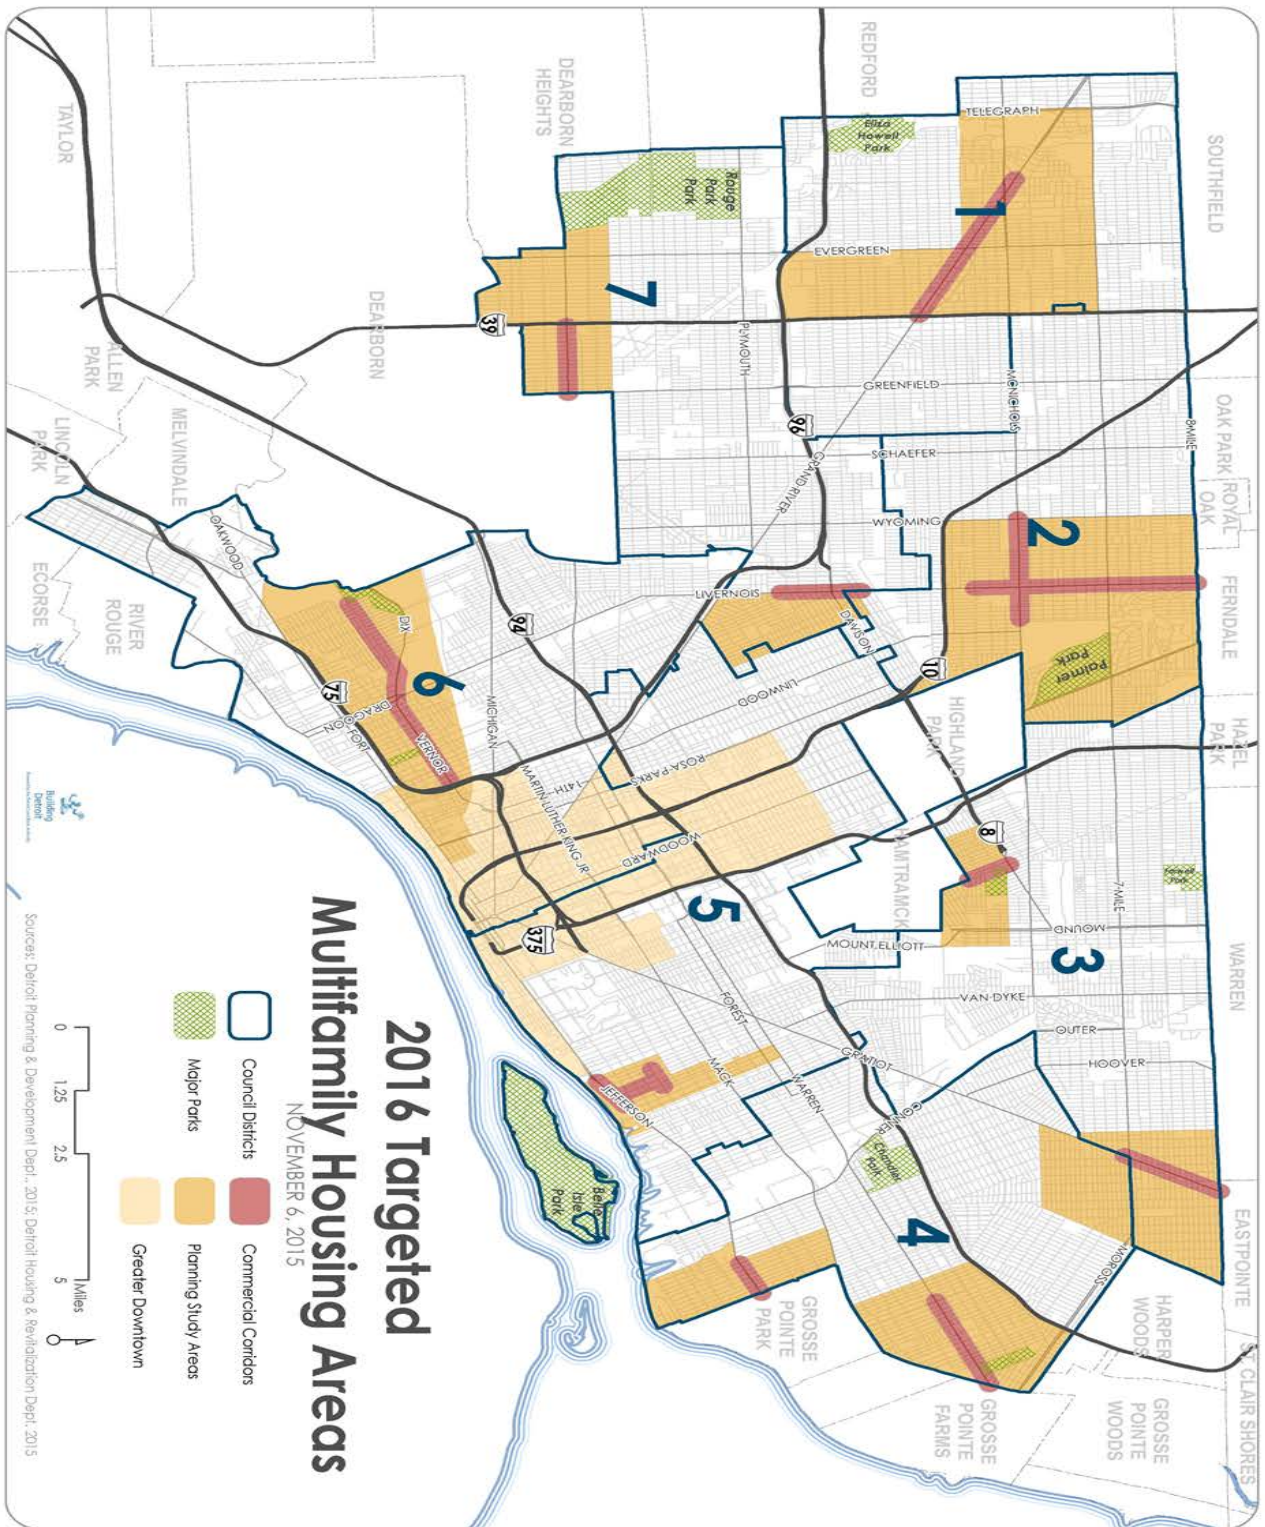 2016 Targeted
Multifamily Housing Areas
NOVEMBER 6, 2015
Council Districts
Major Parks
Commercial Corridors
Planning Study Areas
Greater Downtown
0
1.25
2.5
5
Miles
Sources: Detroit Planning & Development Dept., 2015; Detroit Housing & Revitalization Dept. 2015
Building
Detroit
SOUTHFIELD
OAK PARK
ROYAL
OAK
FERNDALE
HAZEL
PARK
WARREN
EASTPOINTE
ST CLAIR SHORES
REDFORD
DEARBORN
HEIGHTS
TAYLOR
DEARBORN
ALLEN
PARK
MELVINDALE
LINCOLN
PARK
ECORSE
RIVER
ROUGE
HIGHLAND
PARK
HAMTRAMCK
HARPER
WOODS
GROSSE
POINTE
WOODS
GROSSE
POINTE
FARMS
GROSSE
POINTE
PARK
1
2
3
4
5
6
7
TELEGRAPH
EVERGREEN
PLYMOUTH
GREENFIELD
MCNICHOLS
8 MILE
SCHAEFER
GRAND RIVER
WYOMING
LIVERNOIS
DAVISON
LINWOOD
OAKWOOD
DIX
DRAGOON
FORT
VERNOR
MICHIGAN
MARTIN LUTHER KING JR
14TH
ROSA PARKS
WOODWARD
7 MILE
MOUND
MOUNT ELLIOTT
VAN DYKE
OUTER
HOOVER
FOREST
GRATIOT
MACK
WARREN
JEFFERSON
CONNER
MOROSS
39
96
94
75
10
8
375
Eliza
Howell
Park
Rouge
Park
Park
Palmer
Park
Farwell
Park
Chandler
Park
Belle
Isle
Park